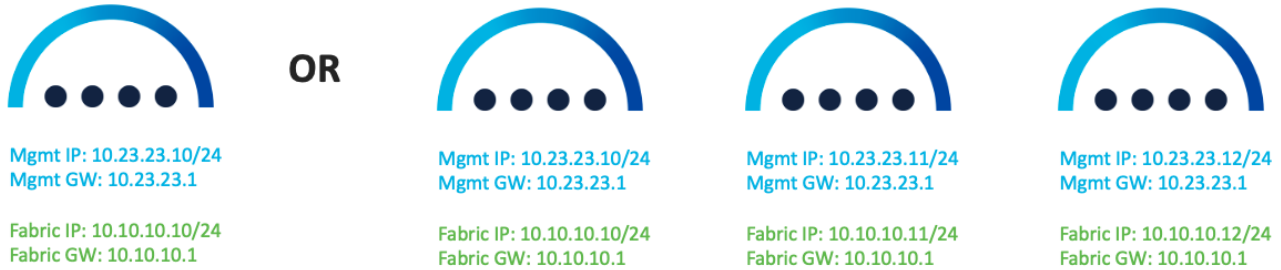 OR
Mgmt IP: 10.23.23.10/24
Mgmt GW: 10.23.23.1
Fabric IP: 10.10.10.10/24
Fabric GW: 10.10.10.1
Mgmt IP: 10.23.23.10/24
Mgmt GW: 10.23.23.1
Fabric IP: 10.10.10.10/24
Fabric GW: 10.10.10.1
Mgmt IP: 10.23.23.11/24
Mgmt GW: 10.23.23.1
Fabric IP: 10.10.10.11/24
Fabric GW: 10.10.10.1
Mgmt IP: 10.23.23.12/24
Mgmt GW: 10.23.23.1
Fabric IP: 10.10.10.12/24
Fabric GW: 10.10.10.1